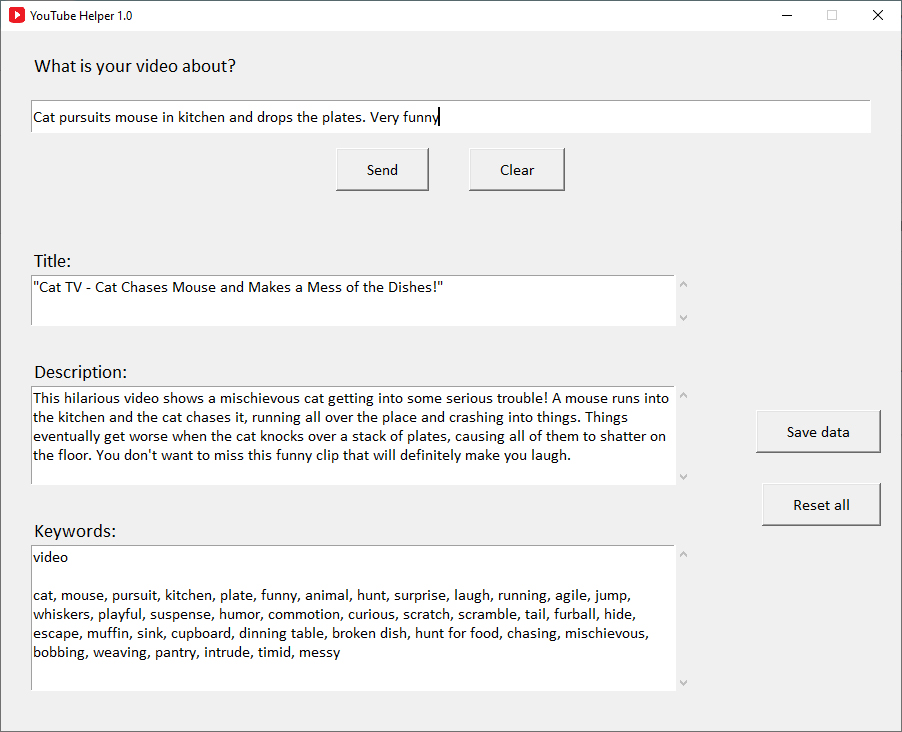 YouTube Helper 1.0
What is your video about?
Cat pursuits mouse in kitchen and drops the plates. Very funny
Send
Clear
Title:
"Cat TV - Cat Chases Mouse and Makes a Mess of the Dishes!"
Description:
This hilarious video shows a mischievous cat getting into some serious trouble! A mouse runs into
the kitchen and the cat chases it, running all over the place and crashing into things. Things
eventually get worse when the cat knocks over a stack of plates, causing all of them to shatter on
the floor. You don't want to miss this funny clip that will definitely make you laugh.
Save data
Reset all
Keywords:
video
cat, mouse, pursuit, kitchen, plate, funny, animal, hunt, surprise, laugh, running, agile, jump,
whiskers, playful, suspense, humor, commotion, curious, scratch, scramble, tail, furball, hide,
escape, muffin, sink, cupboard, dinning table, broken dish, hunt for food, chasing, mischievous,
bobbing, weaving, pantry, intrude, timid, messy